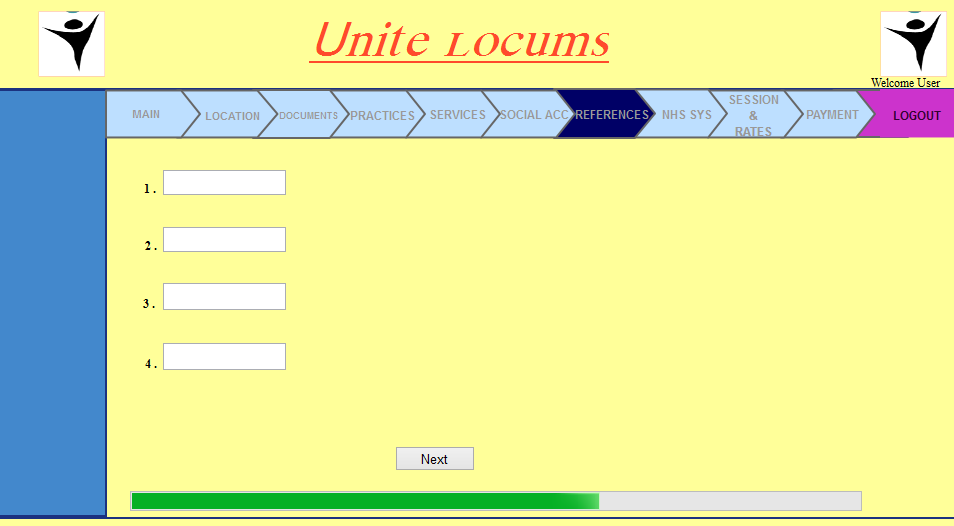 Unite Locums
Welcome User
MAIN
LOCATION
DOCUMENTS
PRACTICES
SERVICES
SOCIAL ACC
REFERENCES
NHS SYS
SESSION
&
RATES
PAYMENT
LOGOUT
1.
2.
3.
4.
Next